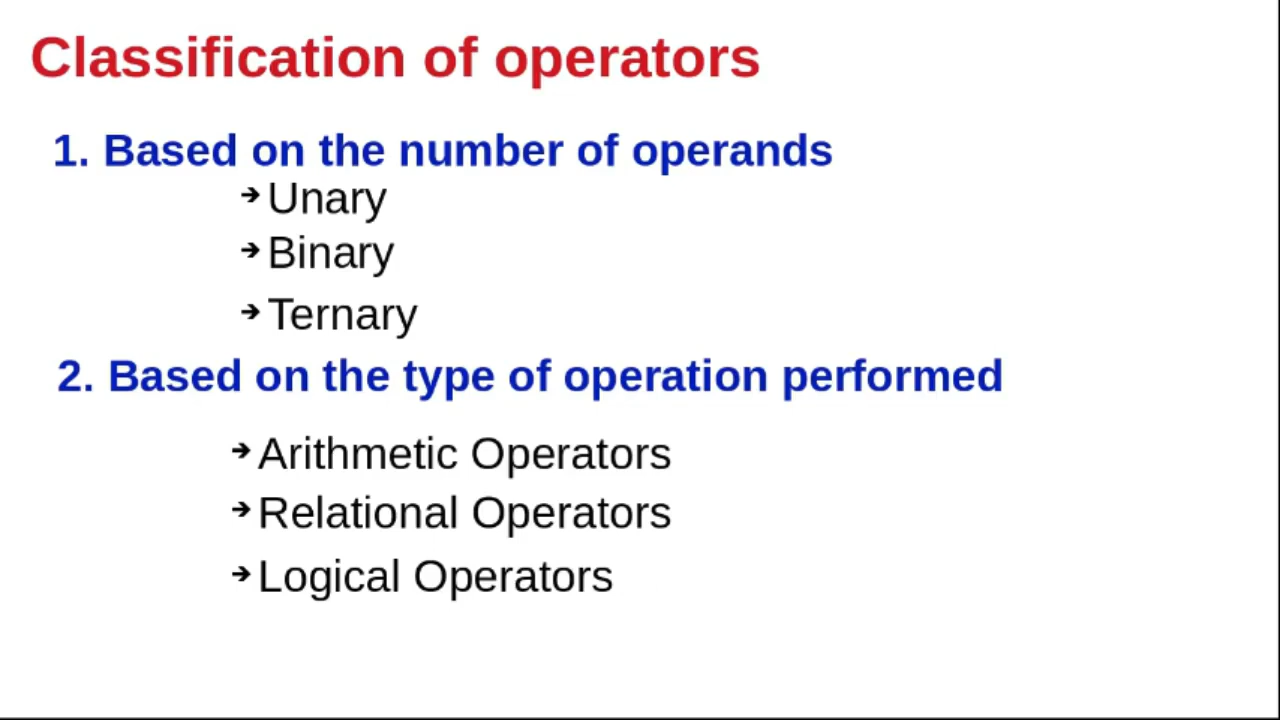 Classification of operators
1. Based on the number of operands
➔ Unary
➔ Binary
➔ Ternary
2. Based on the type of operation performed
➔ Arithmetic Operators
➔ Relational Operators
➔ Logical Operators